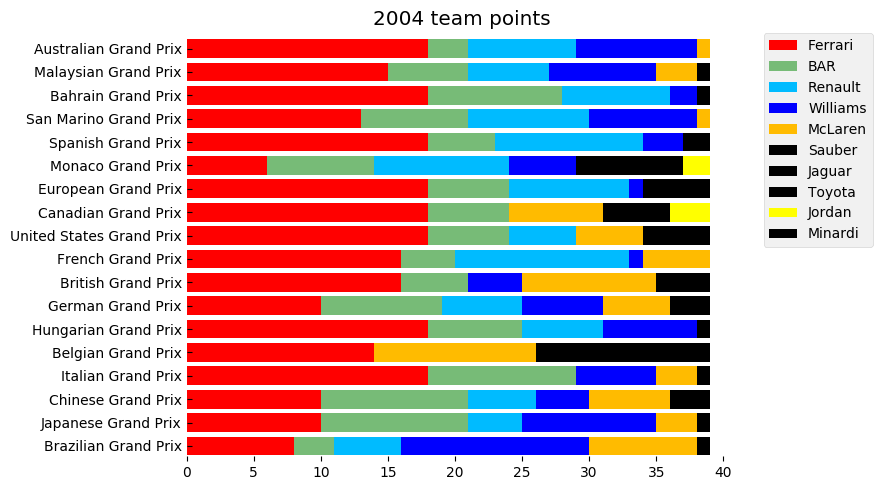 2004 team points
Australian Grand Prix
Malaysian Grand Prix
Bahrain Grand Prix
San Marino Grand Prix
Spanish Grand Prix
Monaco Grand Prix
European Grand Prix
Canadian Grand Prix
United States Grand Prix
French Grand Prix
British Grand Prix
German Grand Prix
Hungarian Grand Prix
Belgian Grand Prix
Italian Grand Prix
Chinese Grand Prix
Japanese Grand Prix
Brazilian Grand Prix
0 5 10 15 20 25 30 35 40
Ferrari
BAR
Renault
Williams
McLaren
Sauber
Jaguar
Toyota
Jordan
Minardi